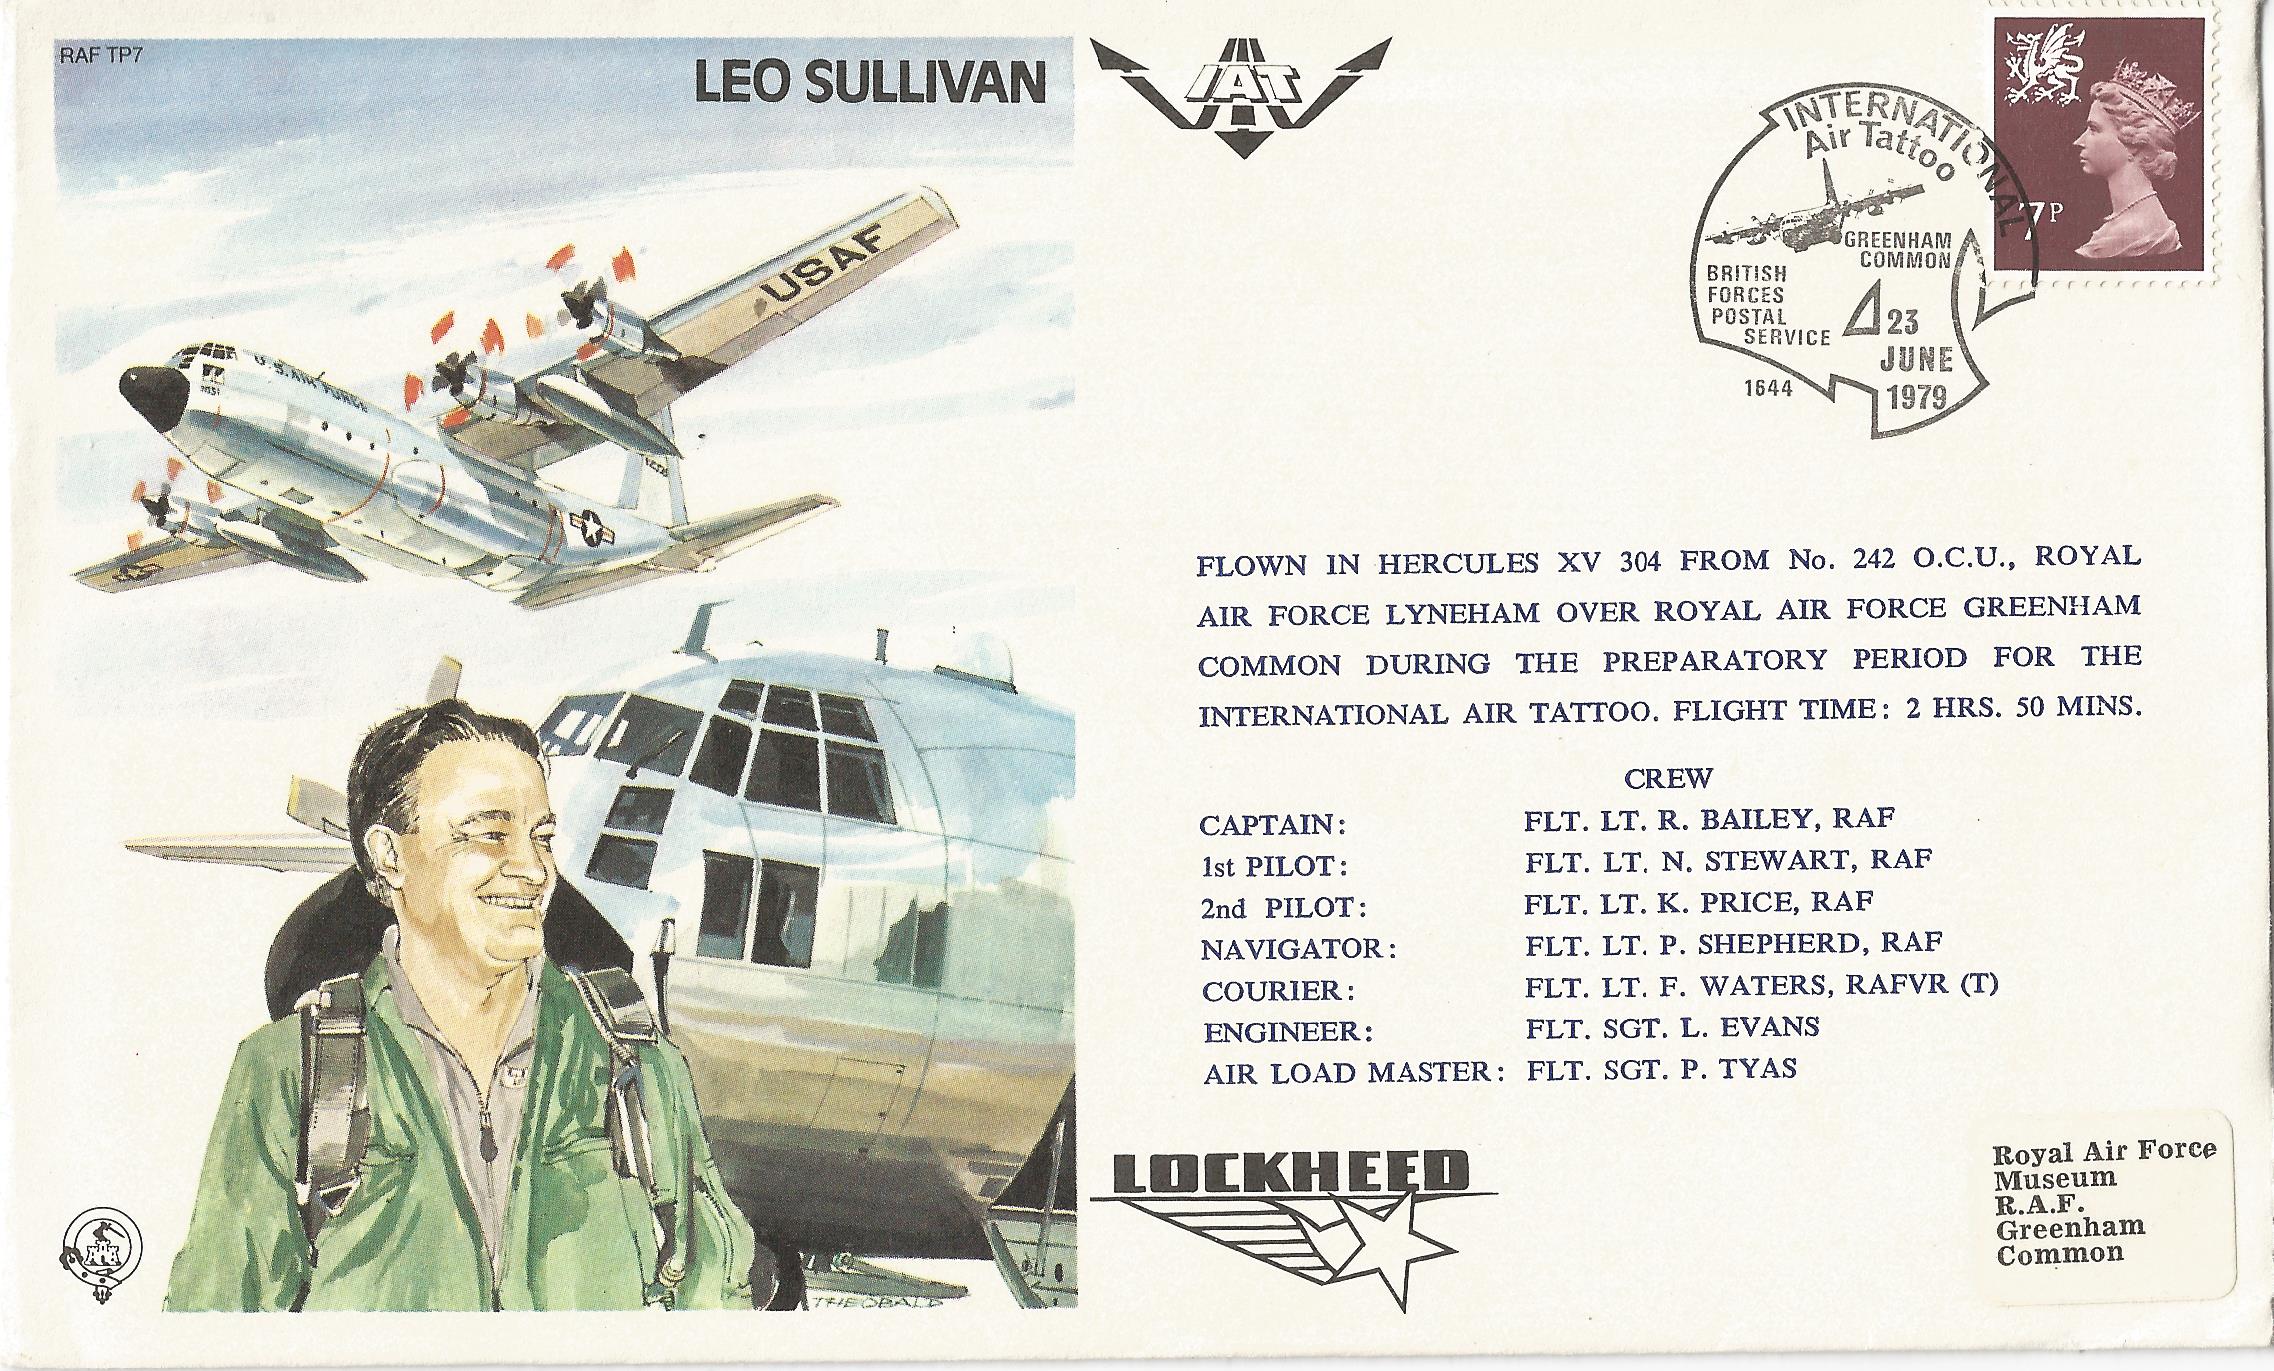 RAF TP7
LEO SULLIVAN
IAT
INTERNATIONAL
Air Tattoo
GREENHAM
COMMON
BRITISH
FORCES
POSTAL
SERVICE
23
JUNE
1979
1644
7P
USAF
U.S. AIR FORCE
FLOWN IN HERCULES XV 304 FROM No. 242 O.C.U., ROYAL
AIR FORCE LYNEHAM OVER ROYAL AIR FORCE GREENHAM
COMMON DURING THE PREPARATORY PERIOD FOR THE
INTERNATIONAL AIR TATTOO. FLIGHT TIME: 2 HRS. 50 MINS.
CREW
CAPTAIN: FLT. LT. R. BAILEY, RAF
1st PILOT: FLT. LT. N. STEWART, RAF
2nd PILOT: FLT. LT. K. PRICE, RAF
NAVIGATOR: FLT. LT. P. SHEPHERD, RAF
COURIER: FLT. LT. F. WATERS, RAFVR (T)
ENGINEER: FLT. SGT. L. EVANS
AIR LOAD MASTER: FLT. SGT. P. TYAS
LOCKHEED
Royal Air Force
Museum
R.A.F.
Greenham
Common
THEOBALD